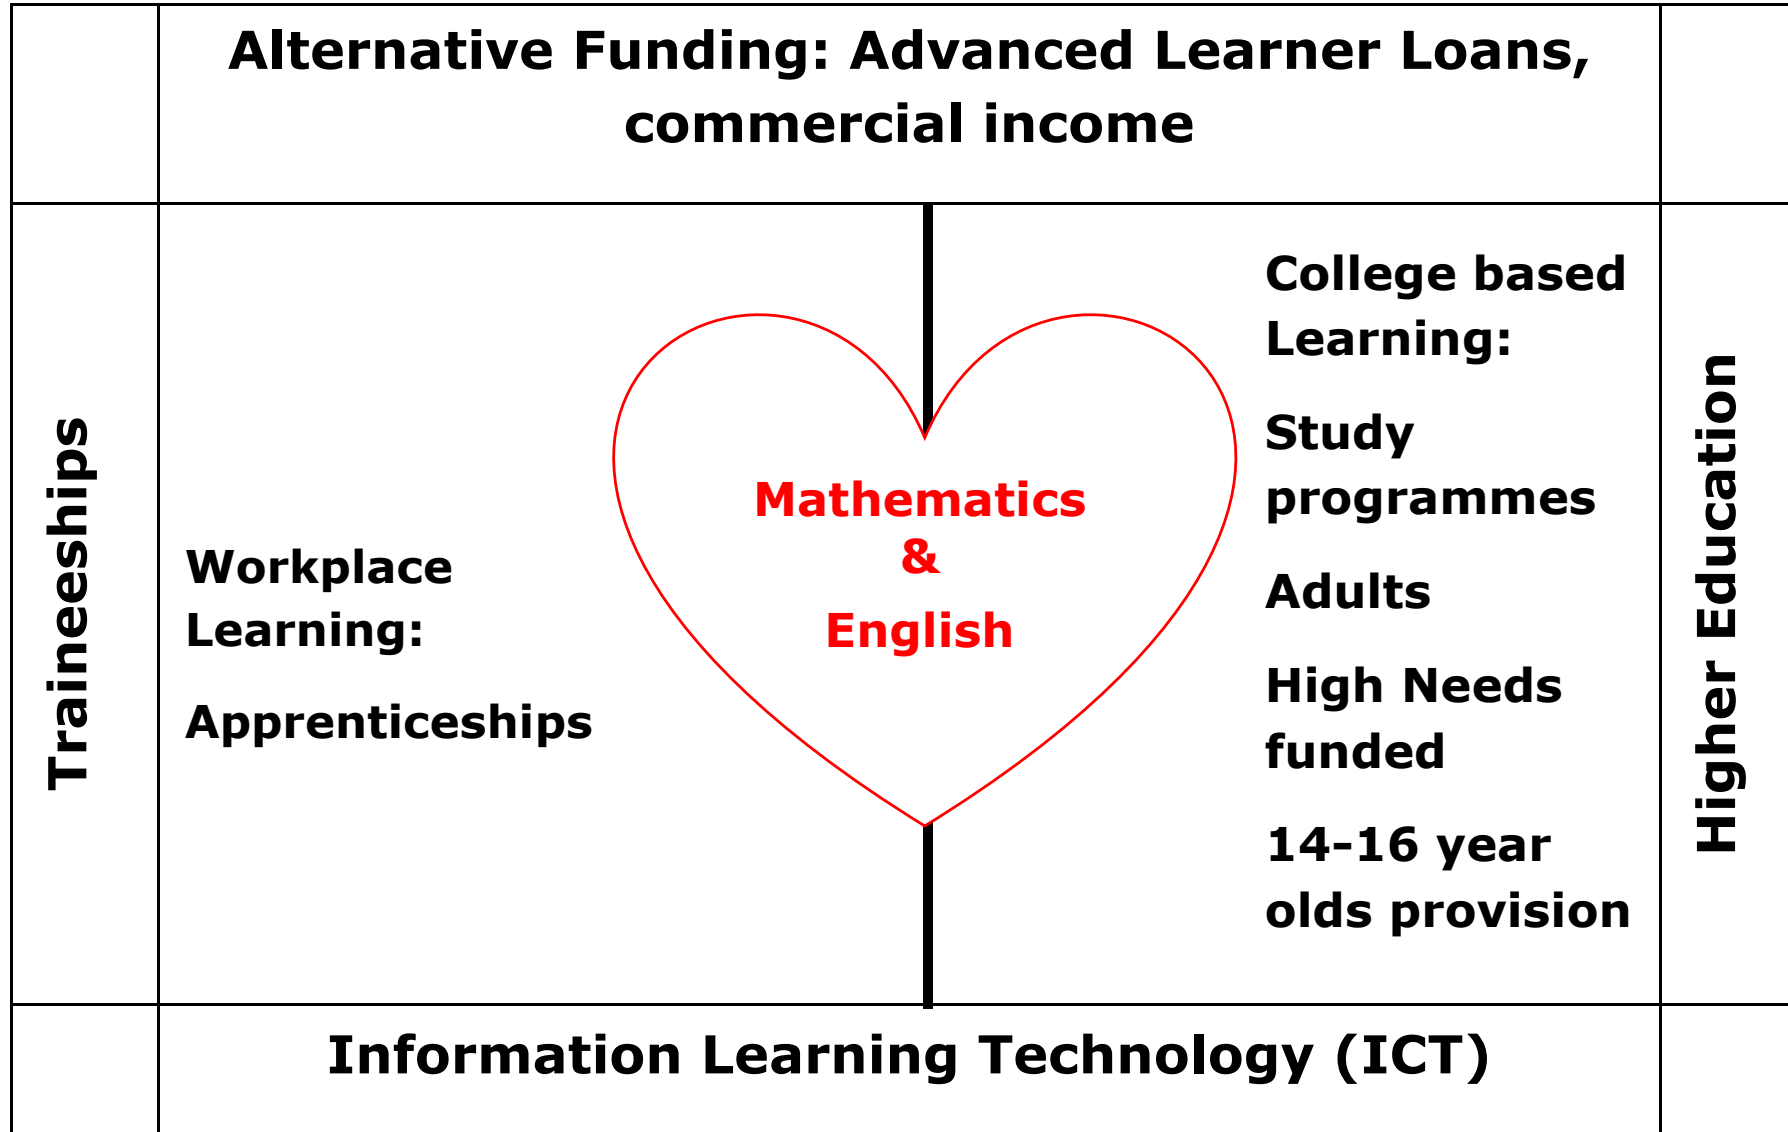 Alternative Funding: Advanced Learner Loans,
commercial income
Traineeships
Workplace
Learning:
Apprenticeships
Mathematics
&
English
College based
Learning:
Study
programmes
Adults
High Needs
funded
14-16 year
olds provision
Higher Education
Information Learning Technology (ICT)